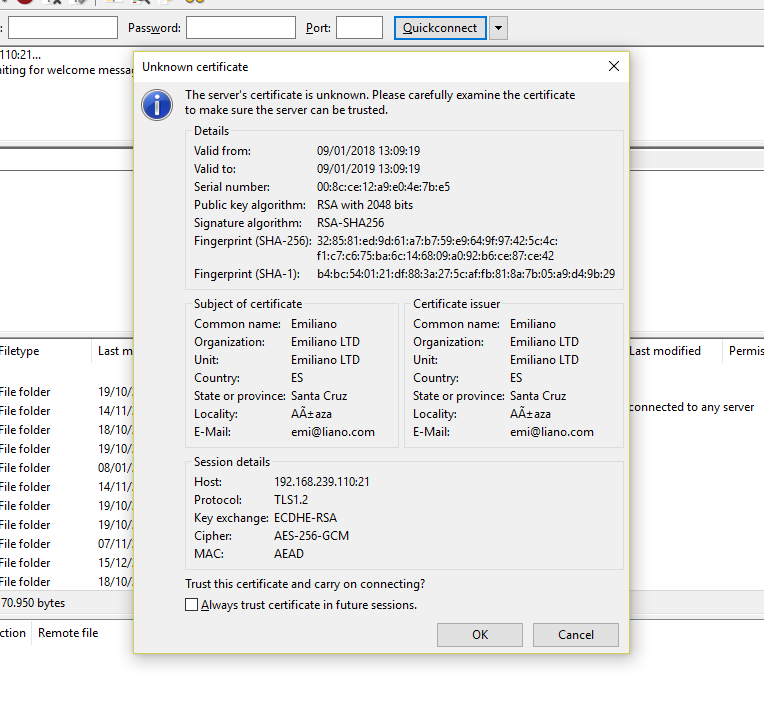 : Password: Port: Quickconnect
110:21...
iting for welcome messag
Unknown certificate
The server's certificate is unknown. Please carefully examine the certificate
to make sure the server can be trusted.
Details
Valid from: 09/01/2018 13:09:19
Valid to: 09/01/2019 13:09:19
Serial number: 00:8c:ce:12:a9:e0:4e:7b:e5
Public key algorithm: RSA with 2048 bits
Signature algorithm: RSA-SHA256
Fingerprint (SHA-256): 32:85:81:ed:9d:61:a7:b7:59:e9:64:9f:97:42:5c:4c:
f1:c7:c6:75:ba:6c:14:68:09:a0:92:b6:ce:87:ce:42
Fingerprint (SHA-1): b4:bc:54:01:21:df:88:3a:27:5c:af:fb:81:8a:7b:05:a9:d4:9b:29
Subject of certificate
Common name: Emiliano
Organization: Emiliano LTD
Unit: Emiliano LTD
Country: ES
State or province: Santa Cruz
Locality: AÃ±aza
E-Mail: emi@liano.com
Certificate issuer
Common name: Emiliano
Organization: Emiliano LTD
Unit: Emiliano LTD
Country: ES
State or province: Santa Cruz
Locality: AÃ±aza
E-Mail: emi@liano.com
Session details
Host: 192.168.239.110:21
Protocol: TLS1.2
Key exchange: ECDHE-RSA
Cipher: AES-256-GCM
MAC: AEAD
Trust this certificate and carry on connecting?
Always trust certificate in future sessions.
OK Cancel
Filetype Last m
File folder 19/10/
File folder 14/11/
File folder 18/10/
File folder 19/10/
File folder 08/01/
File folder 14/11/
File folder 19/10/
File folder 19/10/
File folder 07/11/
File folder 15/12/
File folder 18/10/
70.950 bytes
ction Remote file
Last modified Permis
connected to any server